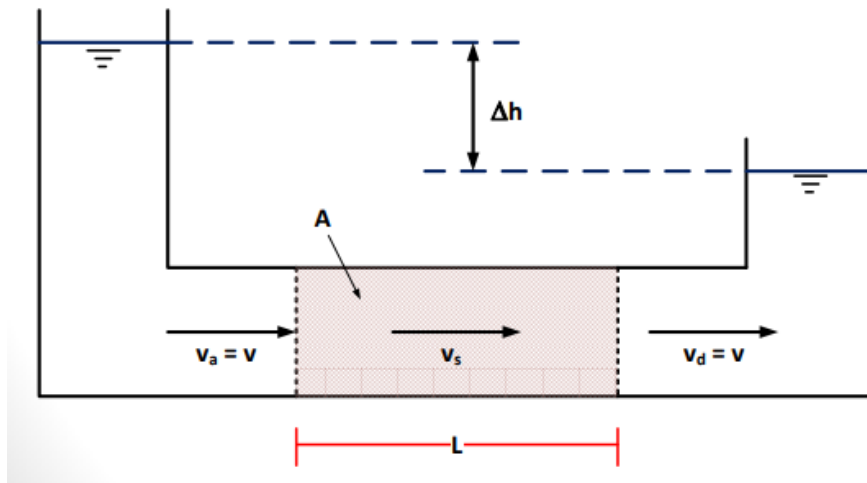 Δh
A
vₐ = v
vₛ
v_d = v
L